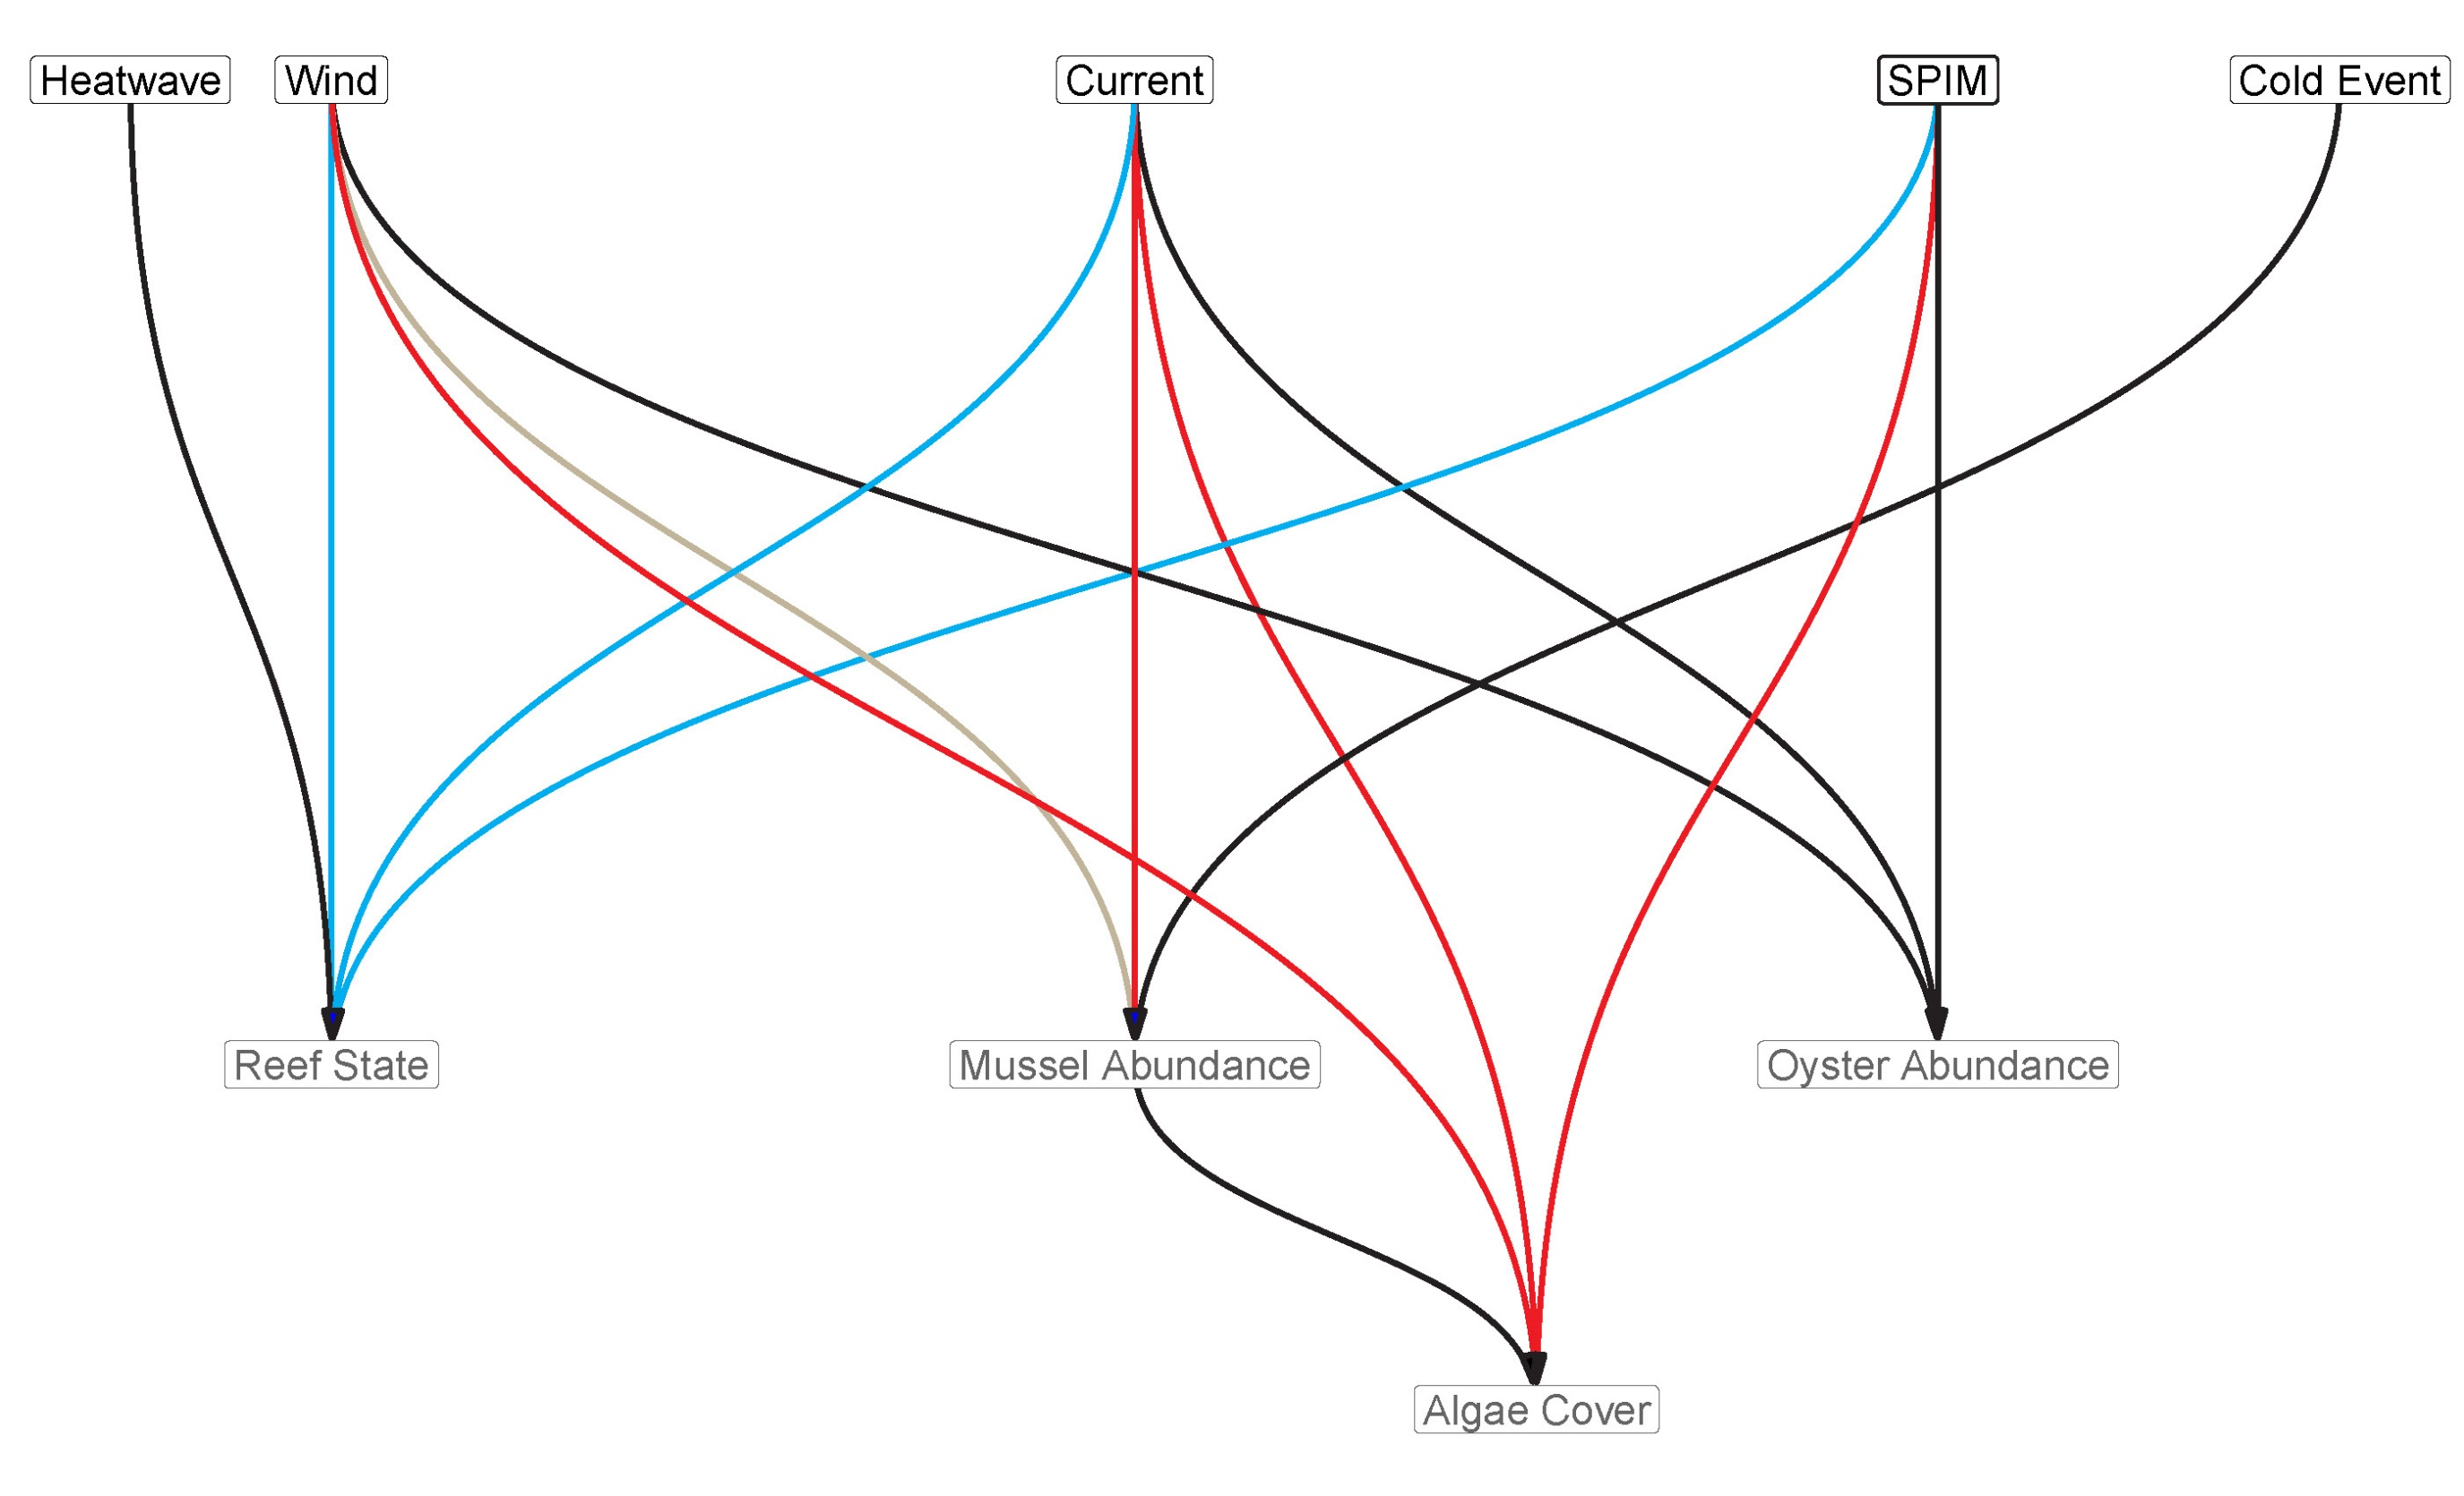 Heatwave
Wind
Current
SPIM
Cold Event
Reef State
Mussel Abundance
Oyster Abundance
Algae Cover